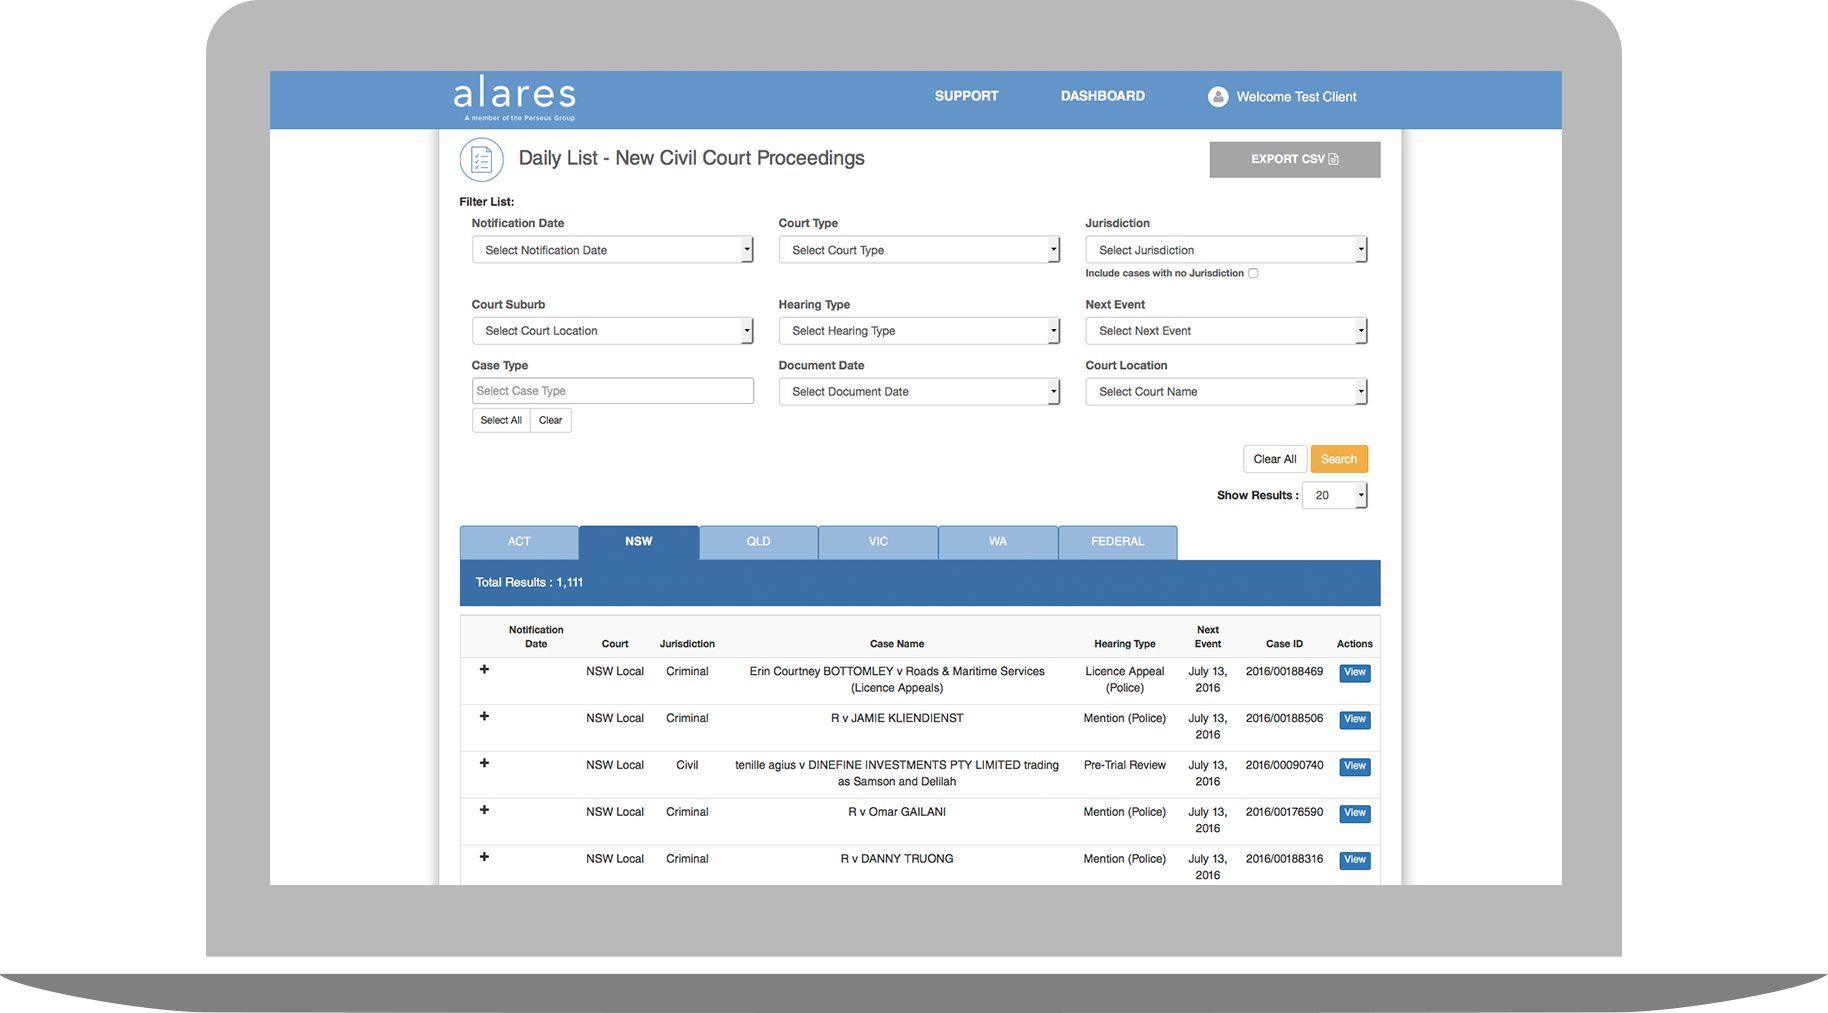 alares
A member of the Perseus Group
SUPPORT
DASHBOARD
Welcome Test Client
Daily List - New Civil Court Proceedings
EXPORT CSV
Filter List:
Notification Date
Court Type
Jurisdiction
Select Notification Date
Select Court Type
Select Jurisdiction
Include cases with no Jurisdiction
Court Suburb
Hearing Type
Next Event
Select Court Location
Select Hearing Type
Select Next Event
Case Type
Document Date
Court Location
Select Case Type
Select Document Date
Select Court Name
Select All
Clear
Clear All
Search
Show Results :
20
ACT
NSW
QLD
VIC
WA
FEDERAL
Total Results : 1,111
Notification
Date
Court
Jurisdiction
Case Name
Hearing Type
Next
Event
Case ID
Actions
NSW Local
Criminal
Erin Courtney BOTTOMLEY v Roads & Maritime Services
(Licence Appeals)
Licence Appeal
(Police)
July 13,
2016
2016/00188469
View
NSW Local
Criminal
R v JAMIE KLIENDIENST
Mention (Police)
July 13,
2016
2016/00188506
View
NSW Local
Civil
tenille agius v DINEFINE INVESTMENTS PTY LIMITED trading
as Samson and Delilah
Pre-Trial Review
July 13,
2016
2016/00090740
View
NSW Local
Criminal
R v Omar GAILANI
Mention (Police)
July 13,
2016
2016/00176590
View
NSW Local
Criminal
R v DANNY TRUONG
Mention (Police)
July 13,
2016
2016/00188316
View